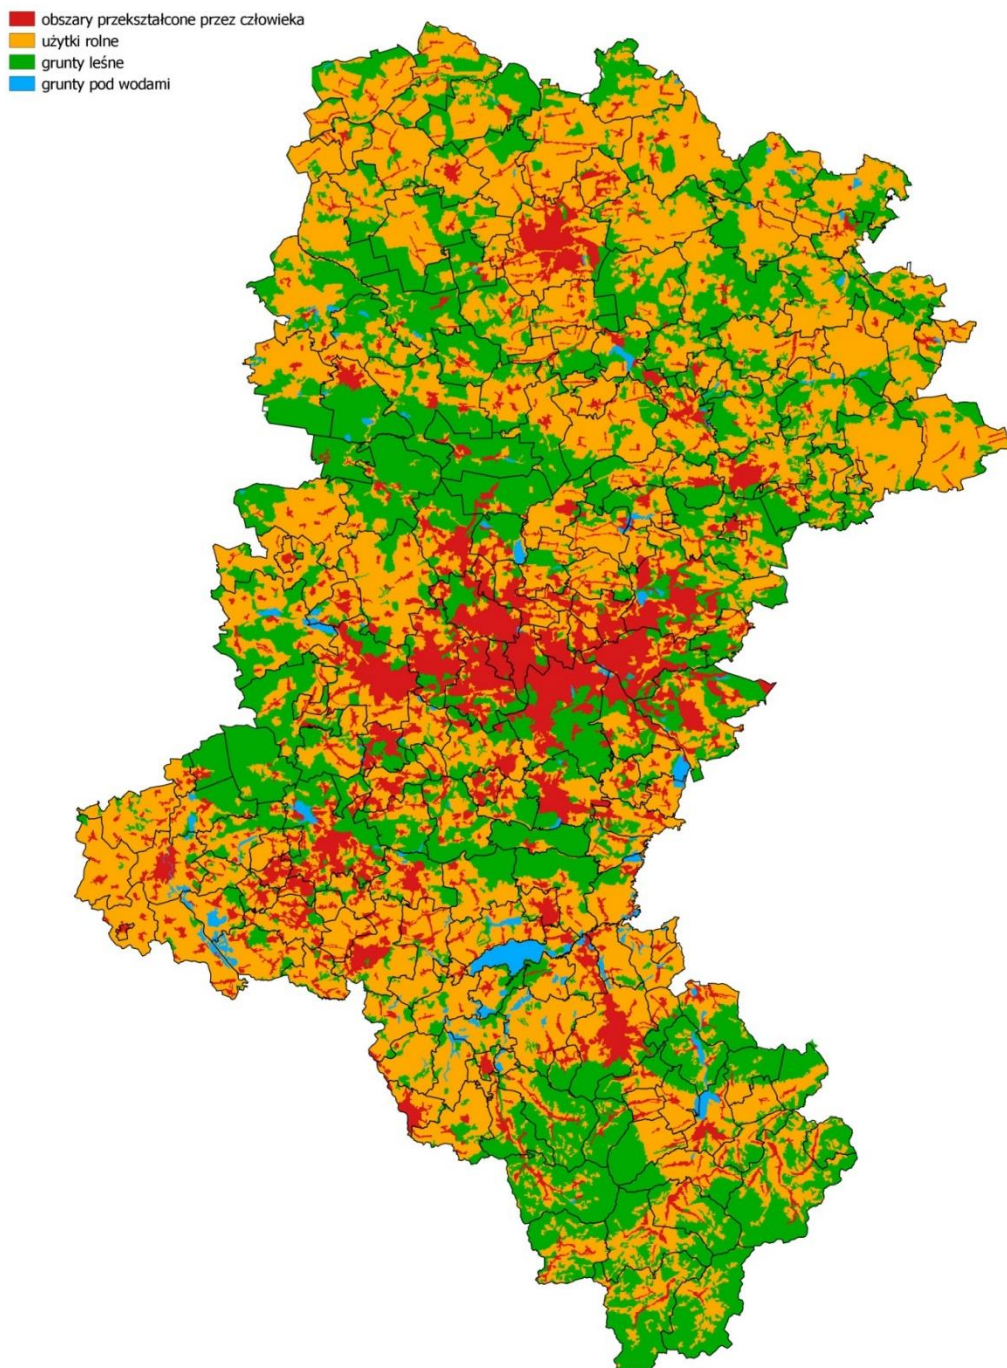 obszary przekształcone przez człowieka
użytki rolne
grunty leśne
grunty pod wodami